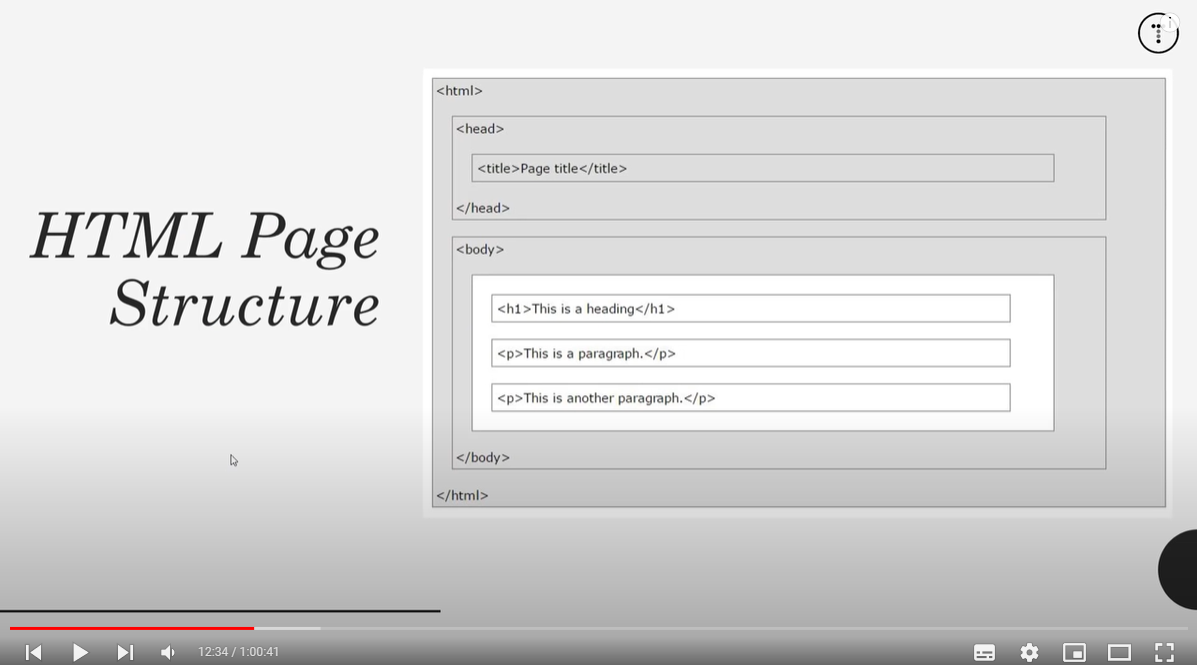 HTML Page
Structure
<html>
<head>
<title>Page title</title>
</head>
<body>
<h1>This is a heading</h1>
<p>This is a paragraph.</p>
<p>This is another paragraph.</p>
</body>
</html>
12:34 / 1:00:41